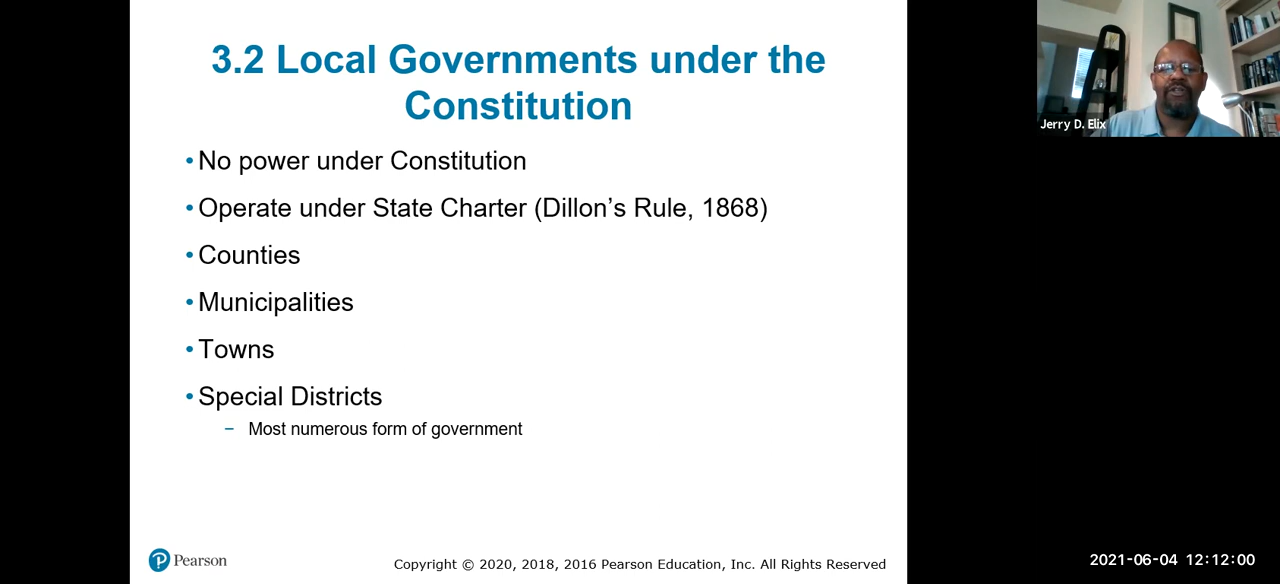 3.2 Local Governments under the
Constitution
• No power under Constitution
• Operate under State Charter (Dillon’s Rule, 1868)
• Counties
• Municipalities
• Towns
• Special Districts
– Most numerous form of government
Pearson
Copyright © 2020, 2018, 2016 Pearson Education, Inc. All Rights Reserved
Jerry D. Elix
2021-06-04 12:12:00